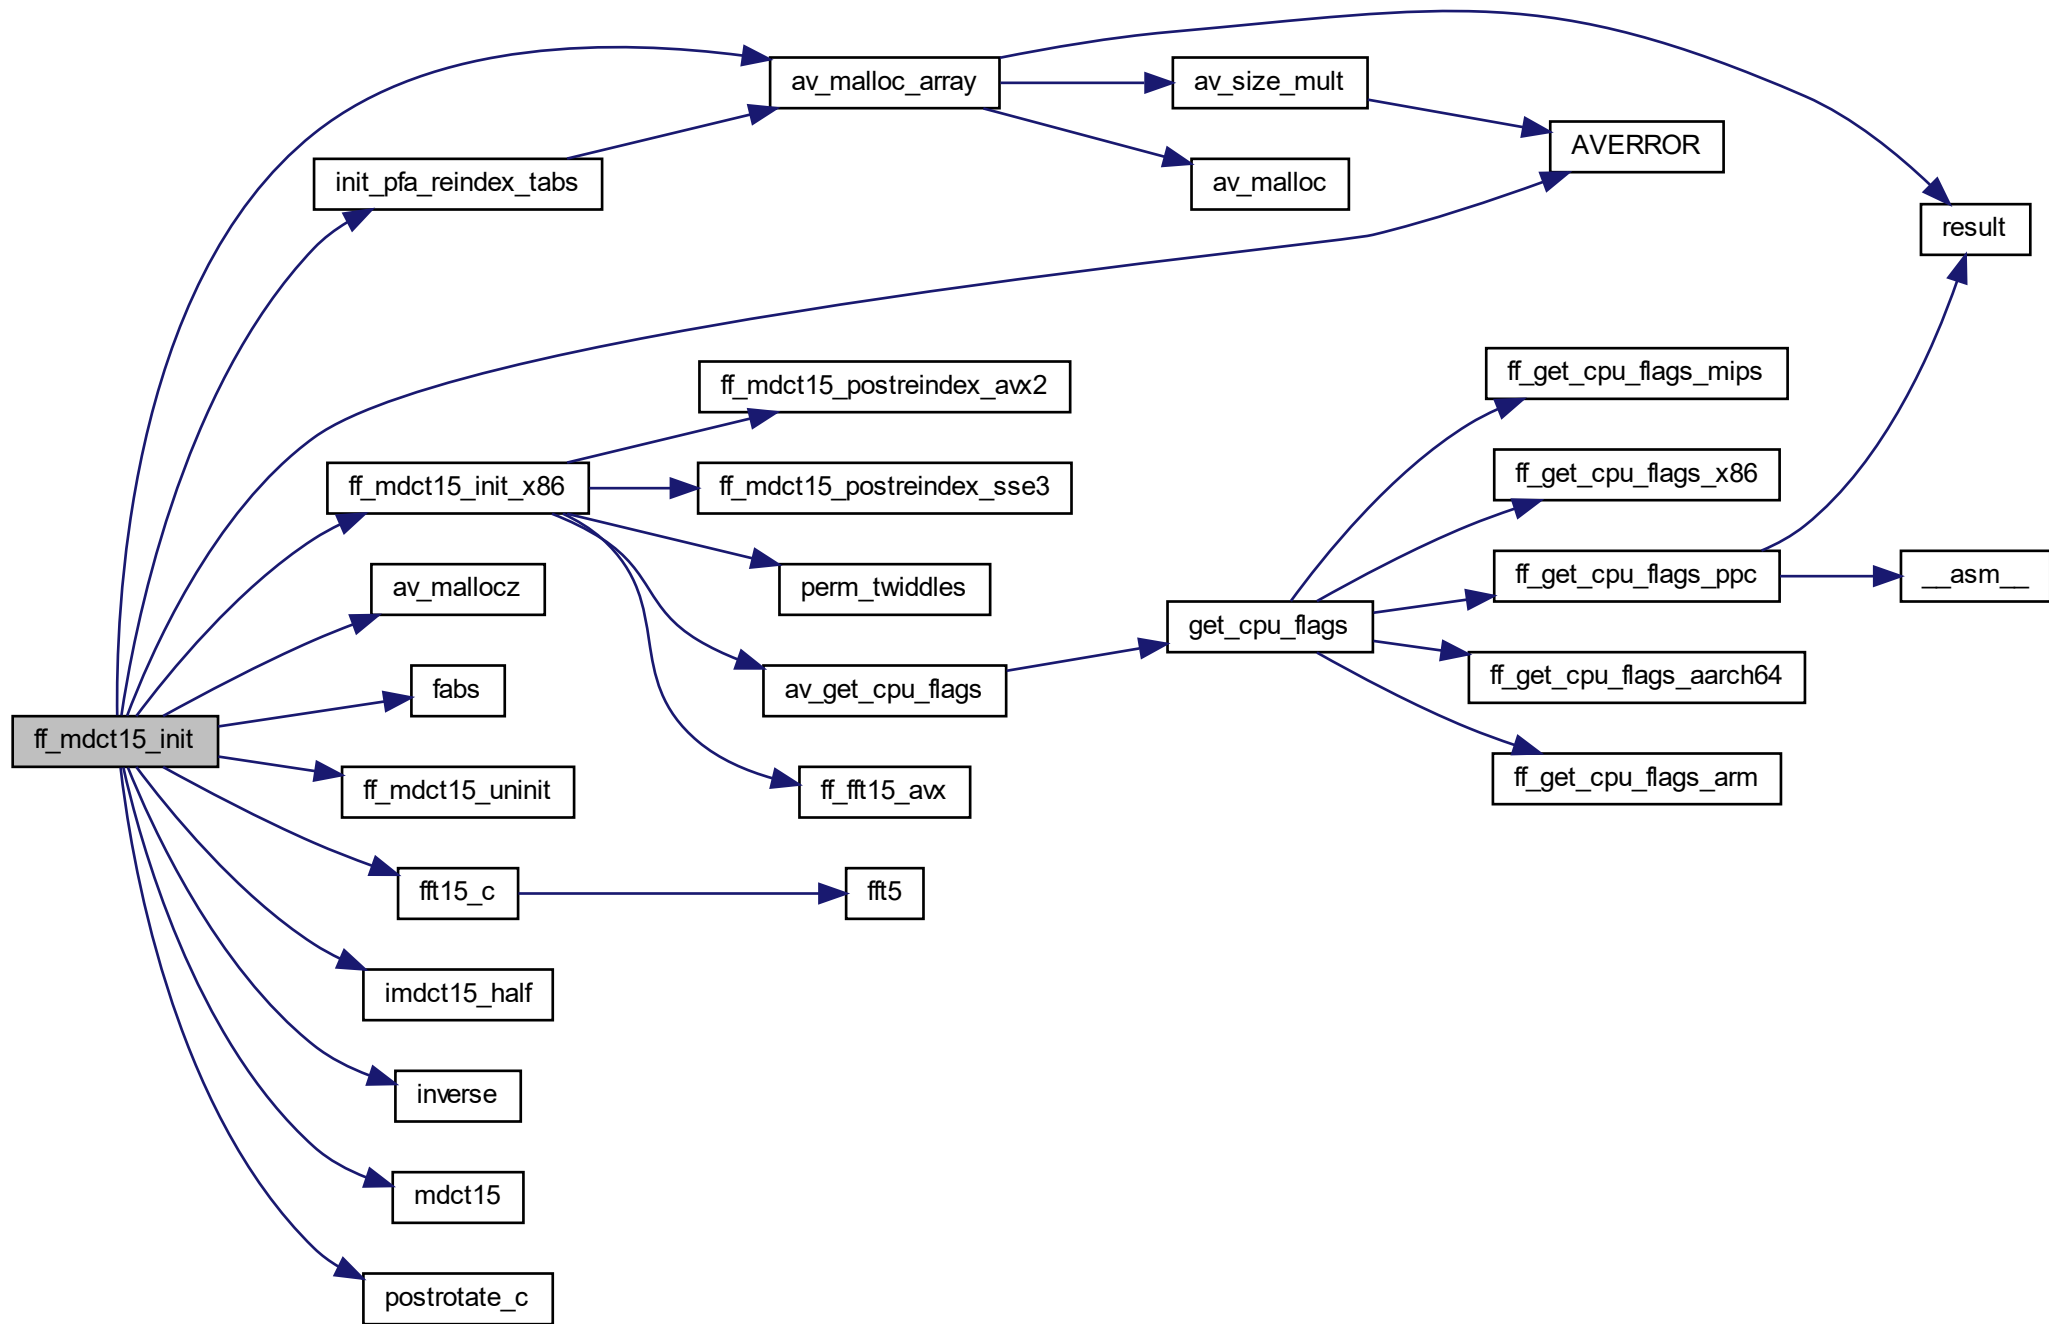 av_malloc_array
av_size_mult
AVERROR
init_pfa_reindex_tabs
av_malloc
result
ff_mdct15_postreindex_avx2
ff_get_cpu_flags_mips
ff_mdct15_init_x86
ff_mdct15_postreindex_sse3
ff_get_cpu_flags_x86
av_mallocz
perm_twiddles
ff_get_cpu_flags_ppc
__asm__
get_cpu_flags
fabs
av_get_cpu_flags
ff_get_cpu_flags_aarch64
ff_mdct15_init
ff_mdct15_uninit
ff_fft15_avx
ff_get_cpu_flags_arm
fft15_c
fft5
imdct15_half
inverse
mdct15
postrotate_c